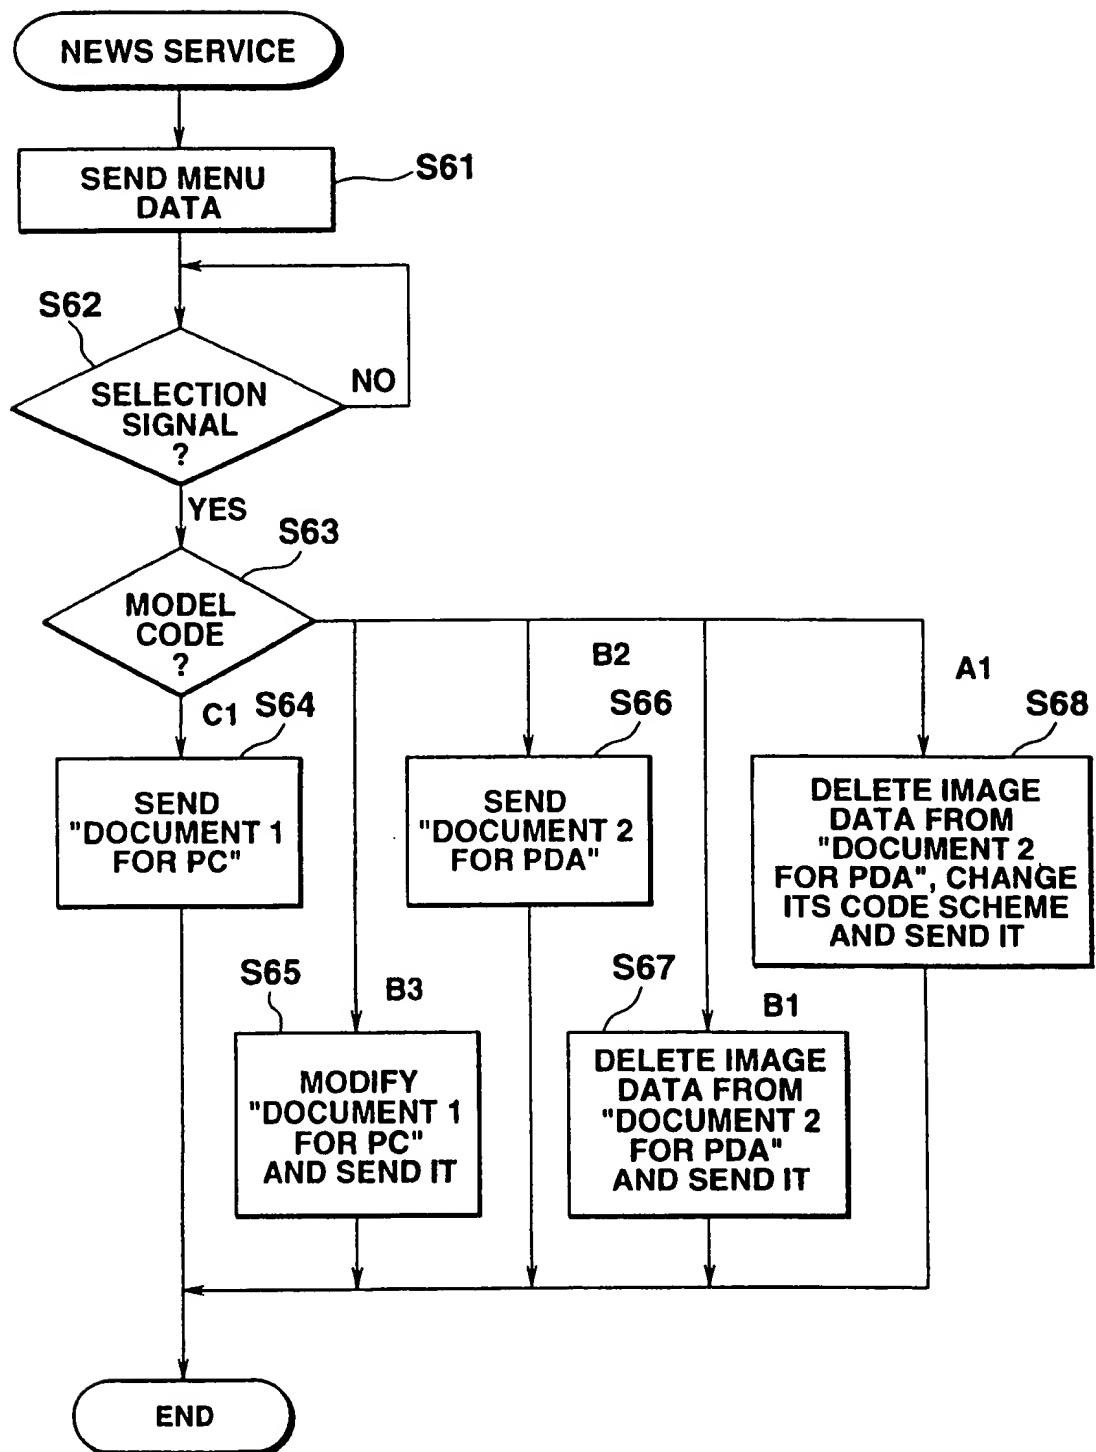 NEWS SERVICE
SEND MENU
DATA
S61
S62
SELECTION
SIGNAL
?
NO
YES
S63
MODEL
CODE
?
C1
S64
SEND
"DOCUMENT 1
FOR PC"
B3
S65
MODIFY
"DOCUMENT 1
FOR PC"
AND SEND IT
B2
S66
SEND
"DOCUMENT 2
FOR PDA"
B1
S67
DELETE IMAGE
DATA FROM
"DOCUMENT 2
FOR PDA"
AND SEND IT
A1
S68
DELETE IMAGE
DATA FROM
"DOCUMENT 2
FOR PDA", CHANGE
ITS CODE SCHEME
AND SEND IT
END